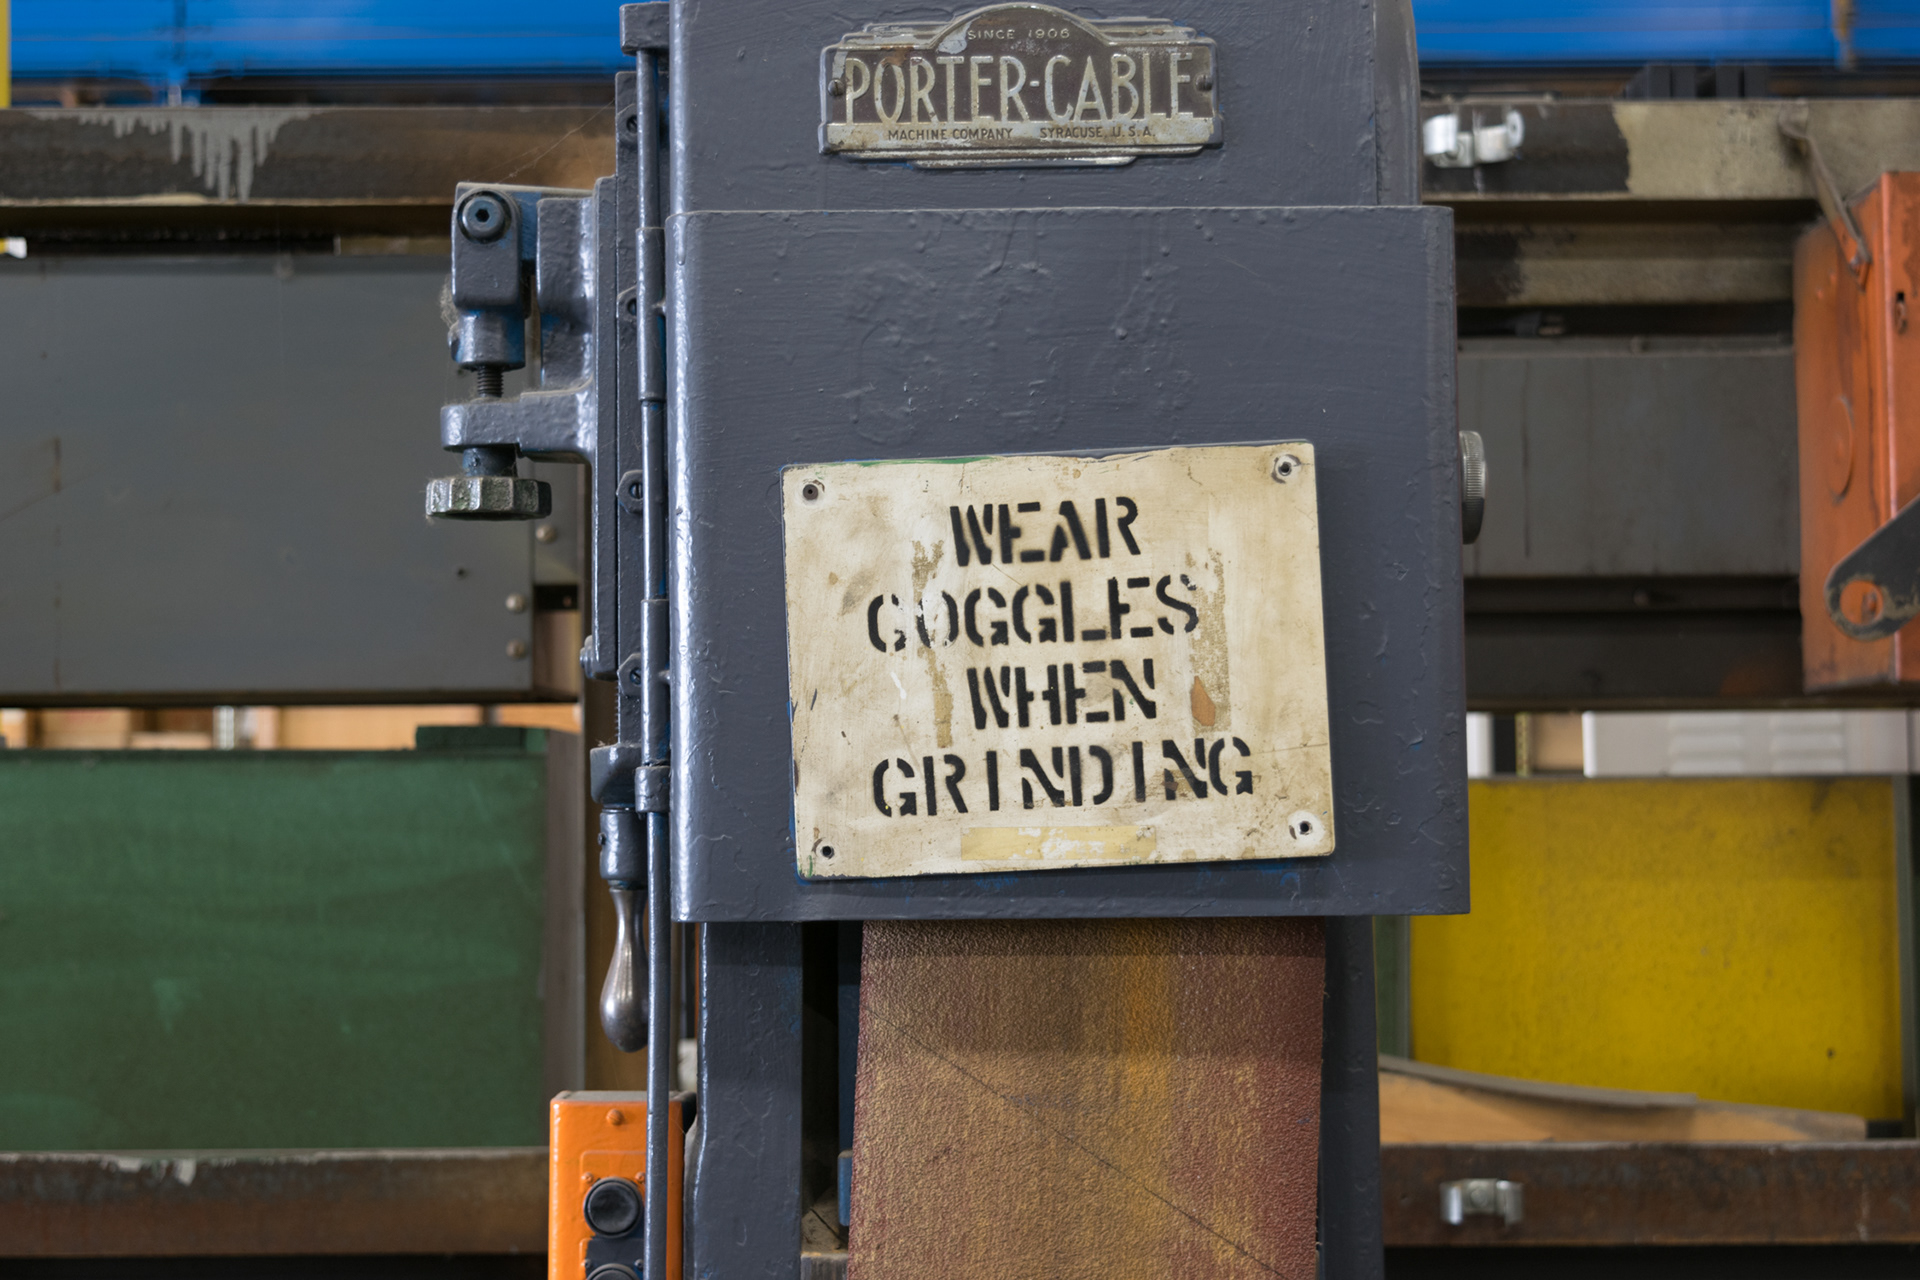 SINCE 1906
PORTER-CABLE
MACHINE COMPANY SYRACUSE, U.S.A.
WEAR
GOGGLES
WHEN
GRINDING